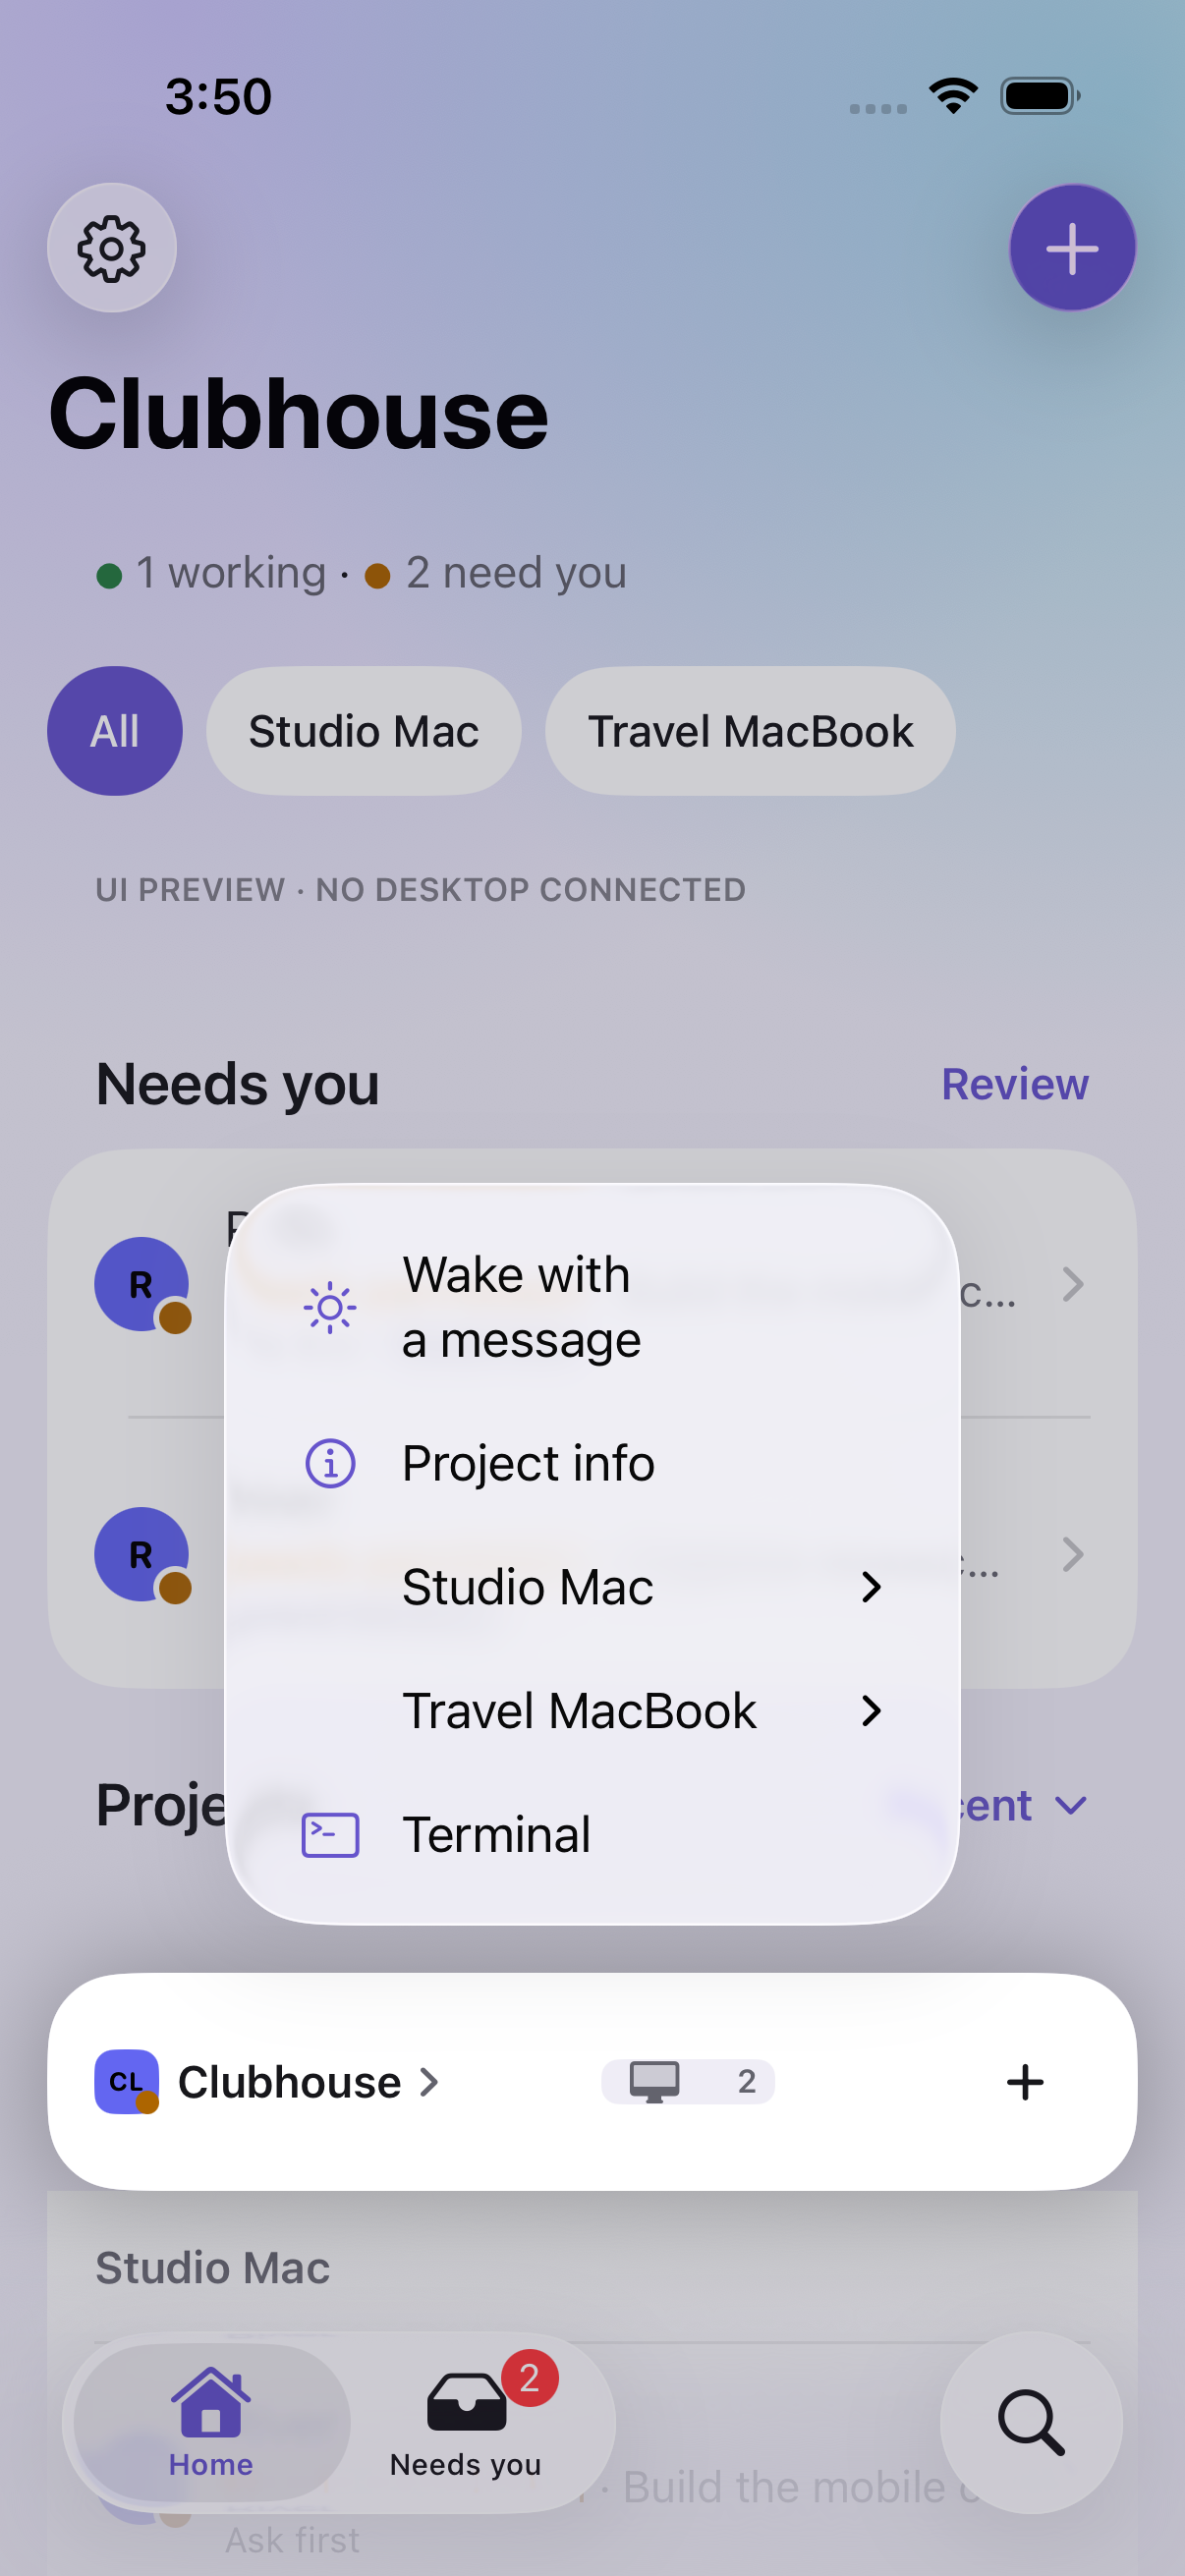 3:50
Clubhouse
1 working · 2 need you
All
Studio Mac
Travel MacBook
UI PREVIEW · NO DESKTOP CONNECTED
Needs you
Review
R
c...
Wake with
a message
Project info
R
Studio Mac
Travel MacBook
Terminal
CL
Clubhouse
2
+
Studio Mac
2
Home
Needs you
· Build the mobile
Ask first